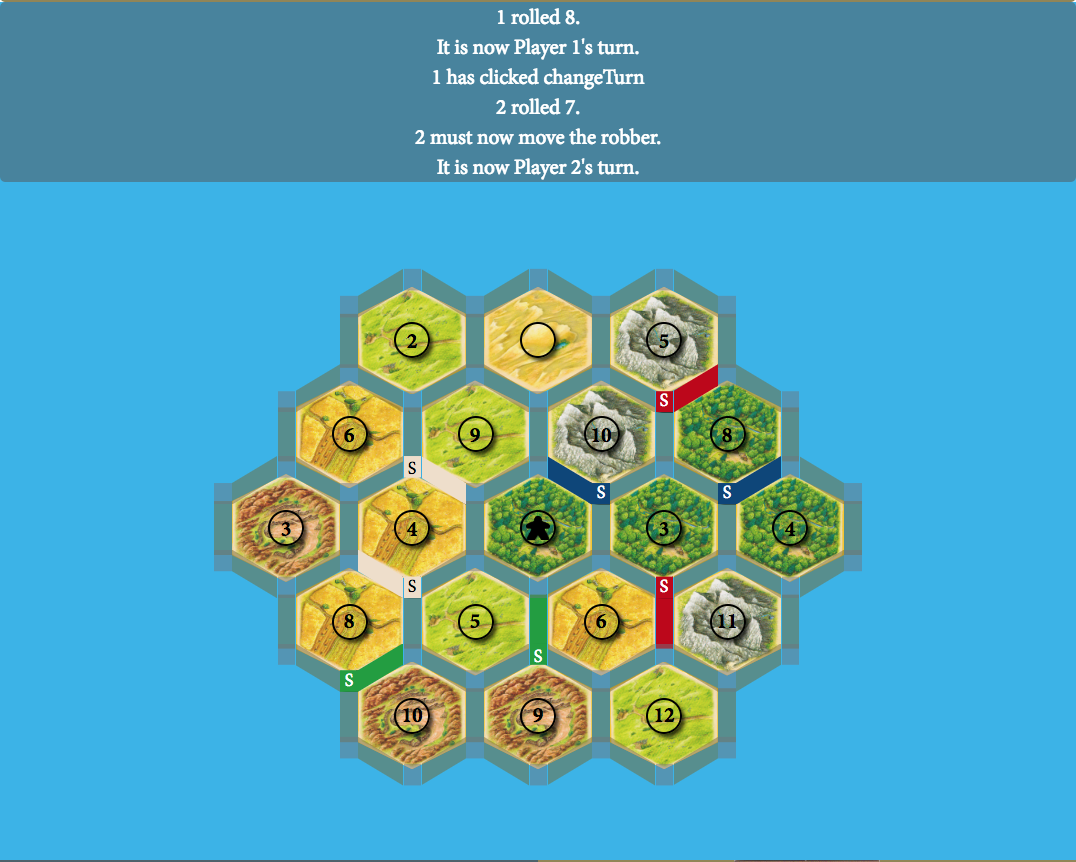 1 rolled 8.
It is now Player 1's turn.
1 has clicked changeTurn
2 rolled 7.
2 must now move the robber.
It is now Player 2's turn.
2
5
6
9
10
8
S
S
S
S
3
4
3
4
S
S
8
5
6
11
S
S
10
9
12